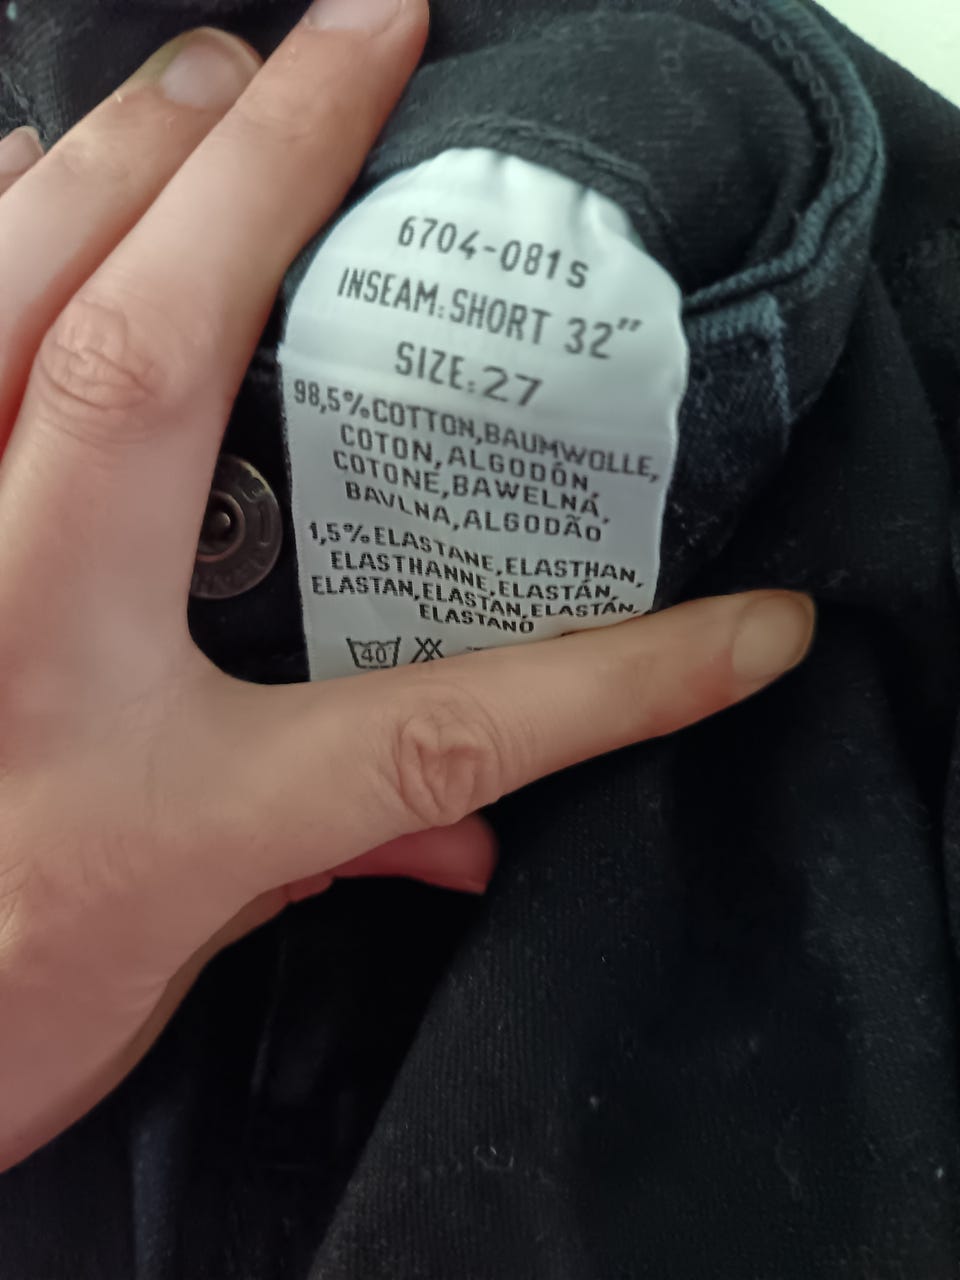 6704-081s
INSEAM:SHORT 32”
SIZE:27
98,5%COTTON,BAUMWOLLE,
COTON,ALGODÓN,
COTONE,BAWELNÁ,
BAVLNA,ALGODÃO
1,5%ELASTANE,ELASTHAN,
ELASTHANNE,ELASTÁN,
ELASTAN,ELASTAN,ELASTÁN,
ELASTANO
40